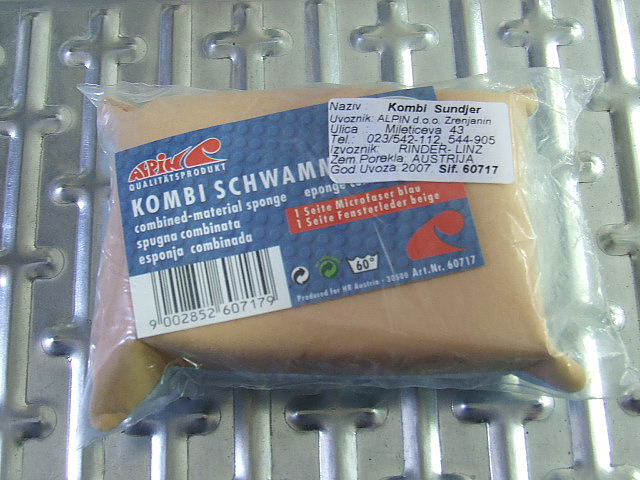 Naziv : Kombi Sundjer
Uvoznik: ALPIN d.o.o. Zrenjanin
Ulica : Mileticeva 43
Tel.: 023/542-112, 544-905
Izvoznik: RINDER- LINZ
Zem.Porekla AUSTRIJA
God.Uvoza 2007. Sif. 60717
ALPIN
QUALITÄTSPRODUKT
KOMBI SCHWAMM
combined-material sponge
eponge
spugna combinata
esponja combinada
1 Seite Microfaser blau
1 Seite Fensterleder beige
60°
Produced for HR Austria - 30500 Art.Nr. 60717
9 002852 607179